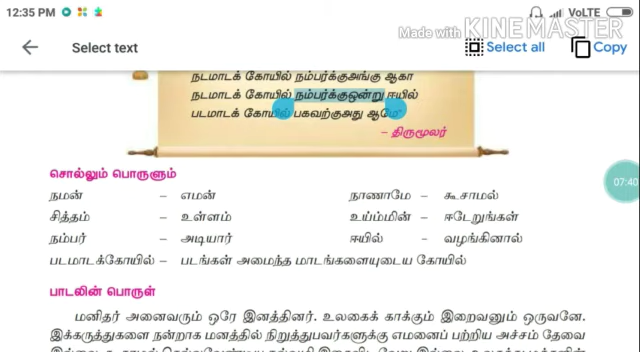 12:35 PM
VoLTE
Made with KINEMASTER
Select text
Select all
Copy
நடமாடக் கோயில் நம்பர்க்குஅங்கு ஆகா
நடமாடக் கோயில் நம்பர்க்குஒன்று ஈயில்
படமாடக் கோயில் பகவற்குஅது ஆமே"
– திருமூலர்
சொல்லும் பொருளும்
நமன் – எமன் நாணாமே – கூசாமல்
சித்தம் – உள்ளம் உய்ம்மின் – ஈடேறுங்கள்
நம்பர் – அடியார் ஈயில் - வழங்கினால்
படமாடக்கோயில் – படங்கள் அமைந்த மாடங்களையுடைய கோயில்
07:40
பாடலின் பொருள்
மனிதர் அனைவரும் ஒரே இனத்தினர். உலகைக் காக்கும் இறைவனும் ஒருவனே.
இக்கருத்துகளை நன்றாக மனத்தில் நிறுத்துபவர்களுக்கு எமனைப் பற்றிய அச்சம் தேவை